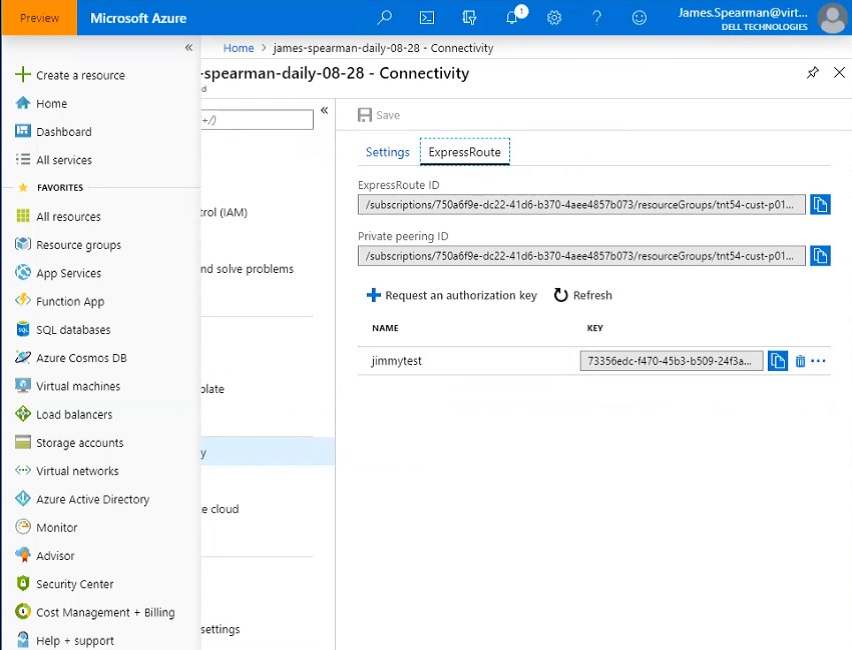 Preview
Microsoft Azure
1
James.Spearman@virt...
DELL TECHNOLOGIES
«
Home > james-spearman-daily-08-28 - Connectivity
-spearman-daily-08-28 - Connectivity
Create a resource
Home
Dashboard
All services
FAVORITES
All resources
Resource groups
App Services
Function App
SQL databases
Azure Cosmos DB
Virtual machines
Load balancers
Storage accounts
Virtual networks
Azure Active Directory
Monitor
Advisor
Security Center
Cost Management + Billing
Help + support
+/)
«
trol (IAM)
nd solve problems
plate
y
e cloud
settings
Save
Settings
ExpressRoute
ExpressRoute ID
/subscriptions/750a6f9e-dc22-41d6-b370-4aee4857b073/resourceGroups/tnt54-cust-p01...
Private peering ID
/subscriptions/750a6f9e-dc22-41d6-b370-4aee4857b073/resourceGroups/tnt54-cust-p01...
Request an authorization key
Refresh
NAME
KEY
jimmytest
73356edc-f470-45b3-b509-24f3a...